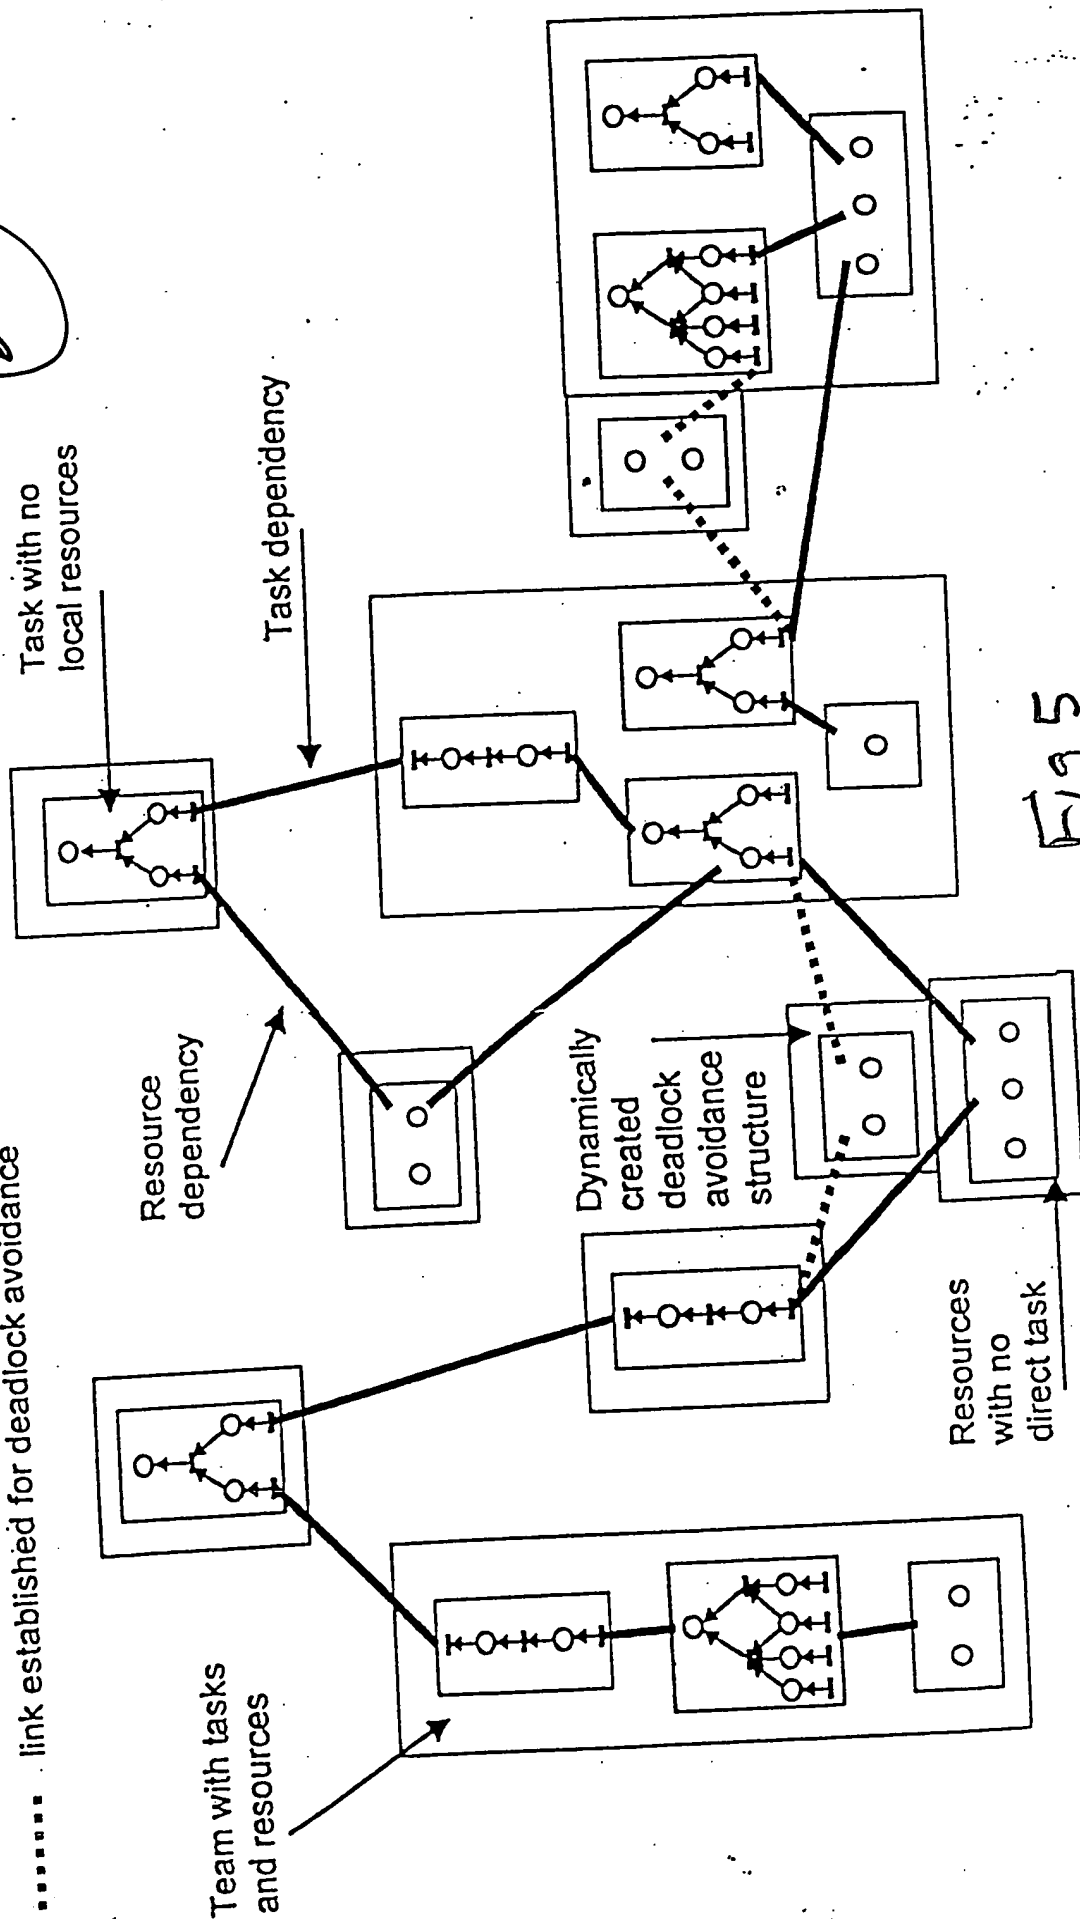 ....... link established for deadlock avoidance
Team with tasks
and resources
Resource
dependency
Task with no
local resources
Task dependency
Dynamically
created
deadlock
avoidance
structure
Resources
with no
direct task
Fig 5